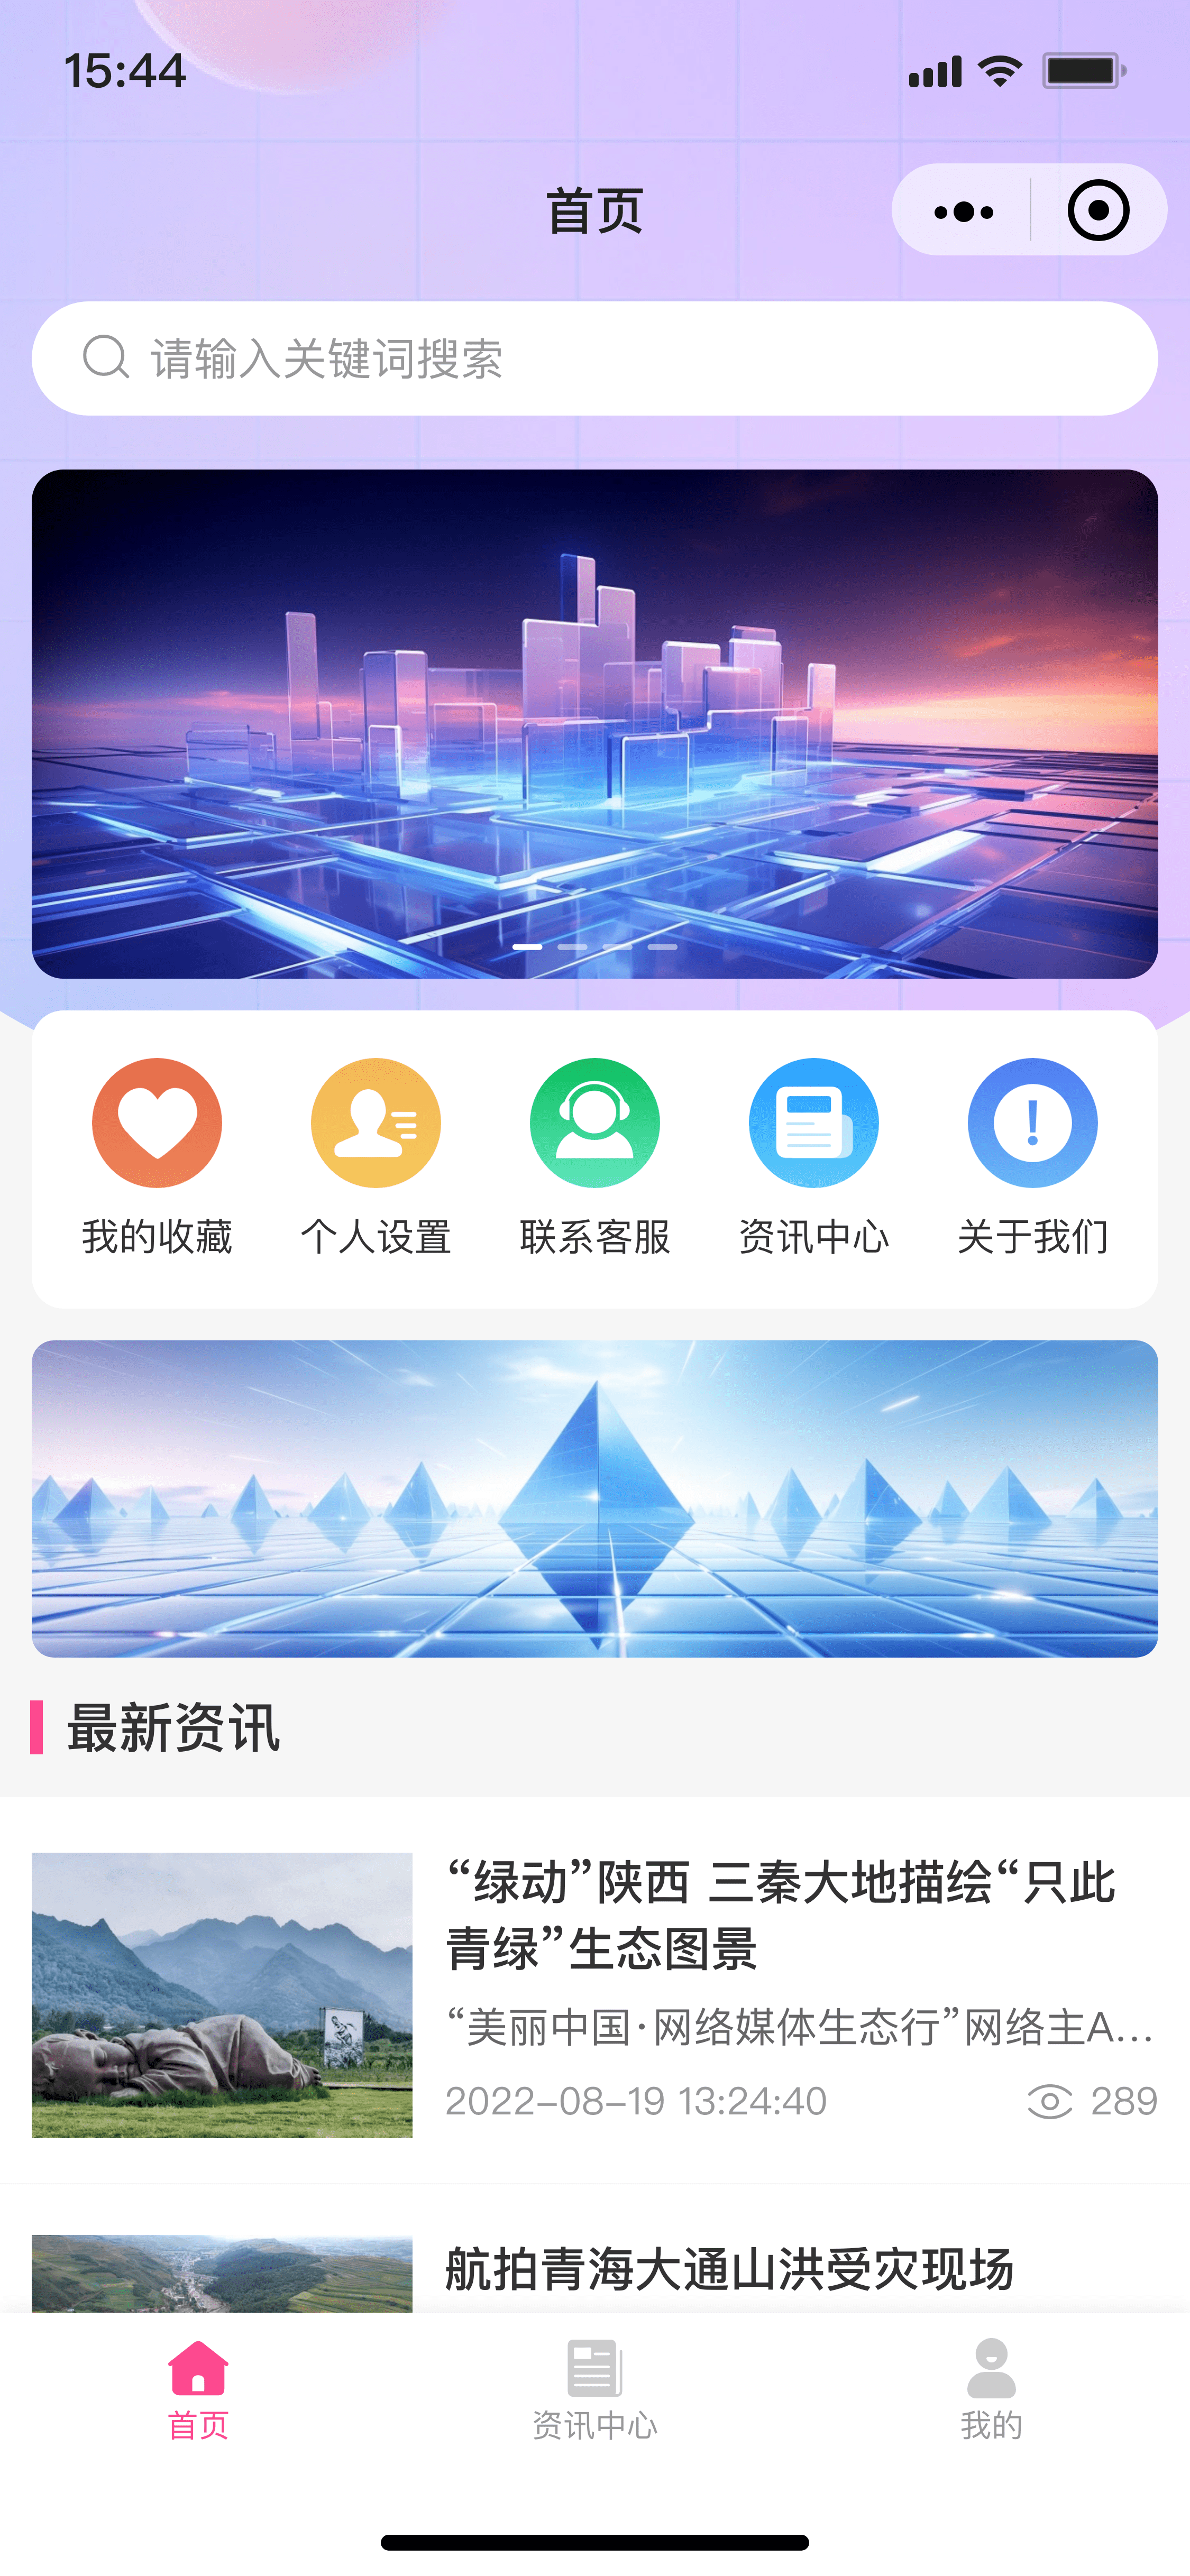 15:44
首页
请输入关键词搜索
我的收藏
个人设置
联系客服
资讯中心
关于我们
最新资讯
“绿动”陕西 三秦大地描绘“只此
青绿”生态图景
“美丽中国·网络媒体生态行”网络主A...
2022-08-19 13:24:40
289
航拍青海大通山洪受灾现场
首页
资讯中心
我的